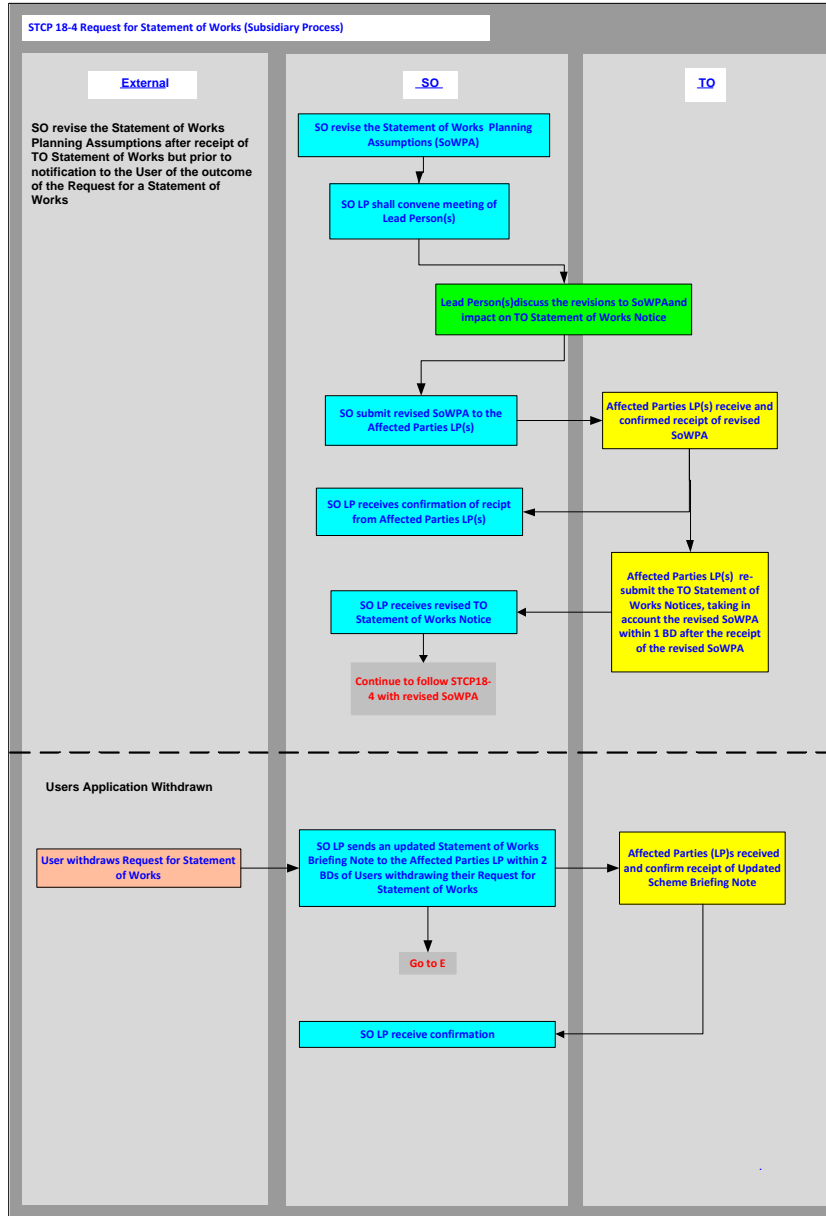 STCP 18-4 Request for Statement of Works (Subsidiary Process)
External
SO
TO
SO revise the Statement of Works
Planning Assumptions after receipt of
TO Statement of Works but prior to
notification to the User of the outcome
of the Request for a Statement of
Works
SO revise the Statement of Works  Planning
Assumptions (SoWPA)
SO LP shall convene meeting of
Lead Person(s)
Lead Person(s)discuss the revisions to SoWPAand
impact on TO Statement of Works Notice
SO submit revised SoWPA to the
Affected Parties LP(s)
Affected Parties LP(s) receive and
confirmed receipt of revised
SoWPA
SO LP receives confirmation of recipt
from Affected Parties LP(s)
Affected Parties LP(s)  re-
submit the TO Statement of
Works Notices, taking in
account the revised SoWPA
within 1 BD after the receipt
of the revised SoWPA
SO LP receives revised TO
Statement of Works Notice
Continue to follow STCP18-
4 with revised SoWPA
Users Application Withdrawn
User withdraws Request for Statement
of Works
SO LP sends an updated Statement of Works
Briefing Note to the Affected Parties LP within 2
BDs of Users withdrawing their Request for
Statement of Works
Affected Parties (LP)s received
and confirm receipt of Updated
Scheme Briefing Note
Go to E
SO LP receive confirmation
.